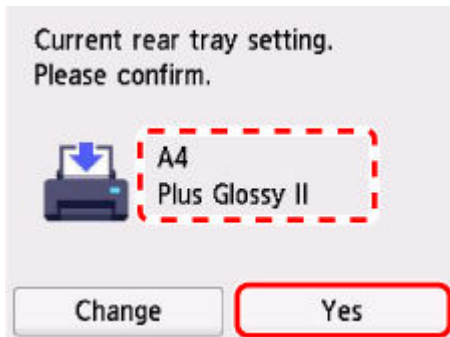 Current rear tray setting.
Please confirm.
A4
Plus Glossy II
Change
Yes